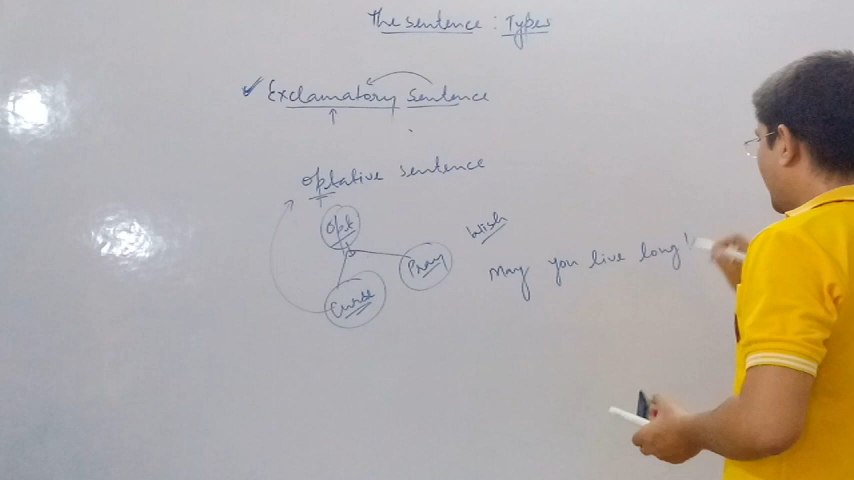 The sentence : Types
Exclamatory sentence
optative sentence
Opt
Wish
Pray
May you live long!
Curse